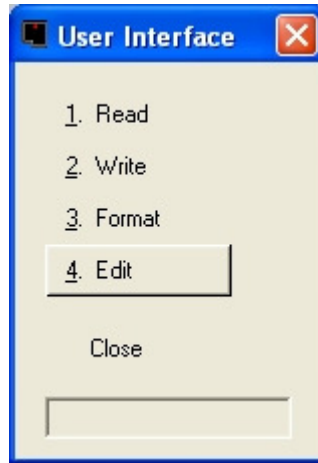 User Interface
1. Read
2. Write
3. Format
4. Edit
Close